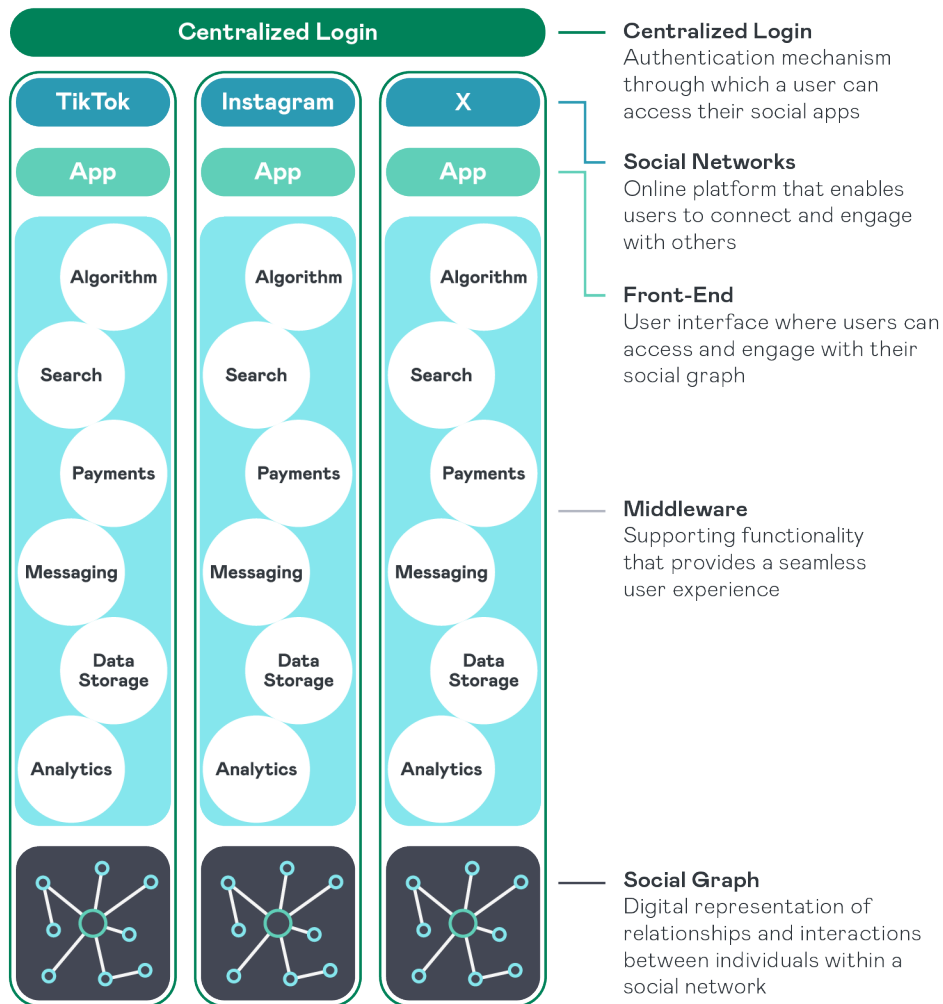 Centralized Login
TikTok
Instagram
X
App
App
App
Algorithm
Algorithm
Algorithm
Search
Search
Search
Payments
Payments
Payments
Messaging
Messaging
Messaging
Data
Storage
Data
Storage
Data
Storage
Analytics
Analytics
Analytics
Centralized Login
Authentication mechanism
through which a user can
access their social apps
Social Networks
Online platform that enables
users to connect and engage
with others
Front-End
User interface where users can
access and engage with their
social graph
Middleware
Supporting functionality
that provides a seamless
user experience
Social Graph
Digital representation of
relationships and interactions
between individuals within a
social network